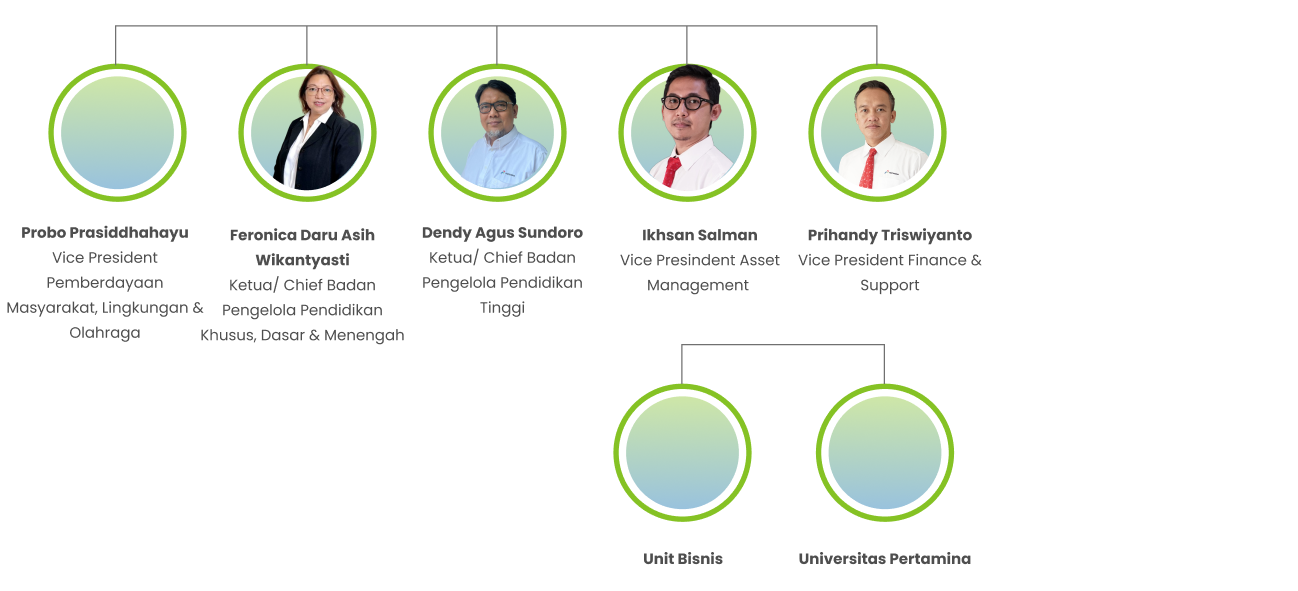 Probo Prasiddhahayu
Vice President
Pemberdayaan
Masyarakat, Lingkungan &
Olahraga
Feronica Daru Asih
Wikantyasti
Ketua/ Chief Badan
Pengelola Pendidikan
Khusus, Dasar & Menengah
Dendy Agus Sundoro
Ketua/ Chief Badan
Pengelola Pendidikan
Tinggi
Ikhsan Salman
Vice Presindent Asset
Management
Prihandy Triswiyanto
Vice President Finance &
Support
Unit Bisnis
Universitas Pertamina